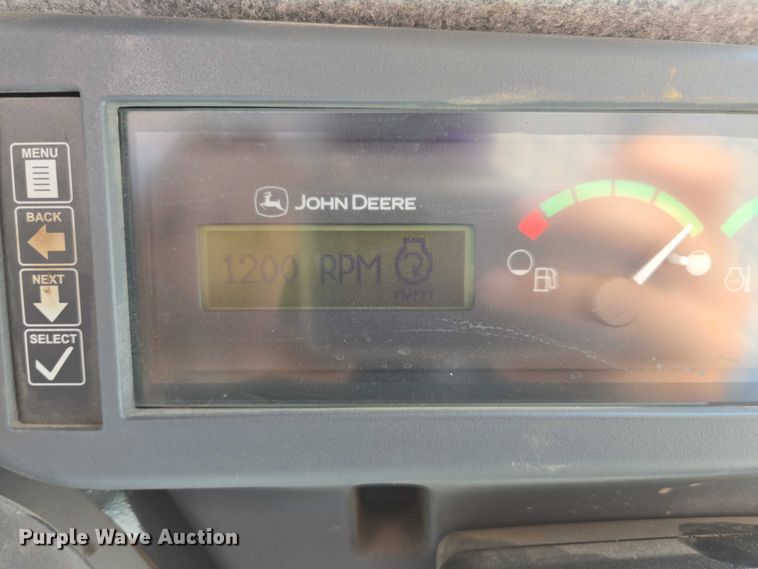 MENU
BACK
NEXT
SELECT
JOHN DEERE
1200 RPM
Purple Wave Auction